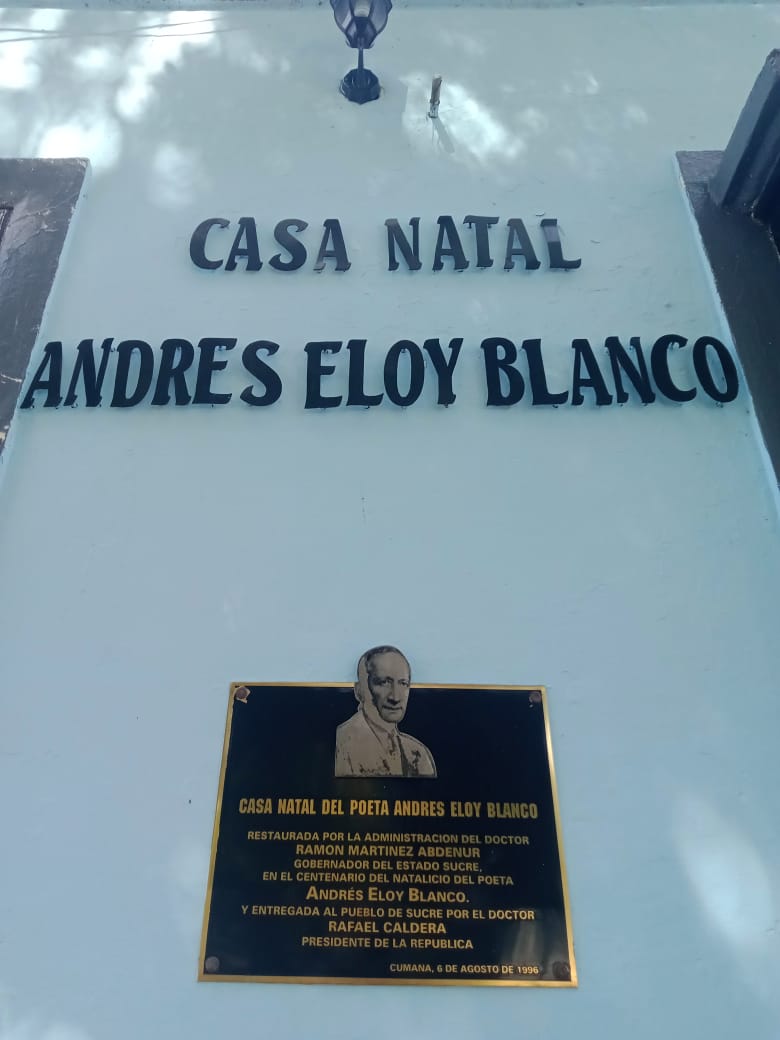 CASA NATAL
ANDRES ELOY BLANCO
CASA NATAL DEL POETA ANDRES ELOY BLANCO
RESTAURADA POR LA ADMINISTRACION DEL DOCTOR
RAMON MARTINEZ ABDENUR
GOBERNADOR DEL ESTADO SUCRE,
EN EL CENTENARIO DEL NATALICIO DEL POETA
ANDRÉS ELOY BLANCO.
Y ENTREGADA AL PUEBLO DE SUCRE POR EL DOCTOR
RAFAEL CALDERA
PRESIDENTE DE LA REPUBLICA
CUMANA, 6 DE AGOSTO DE 1996